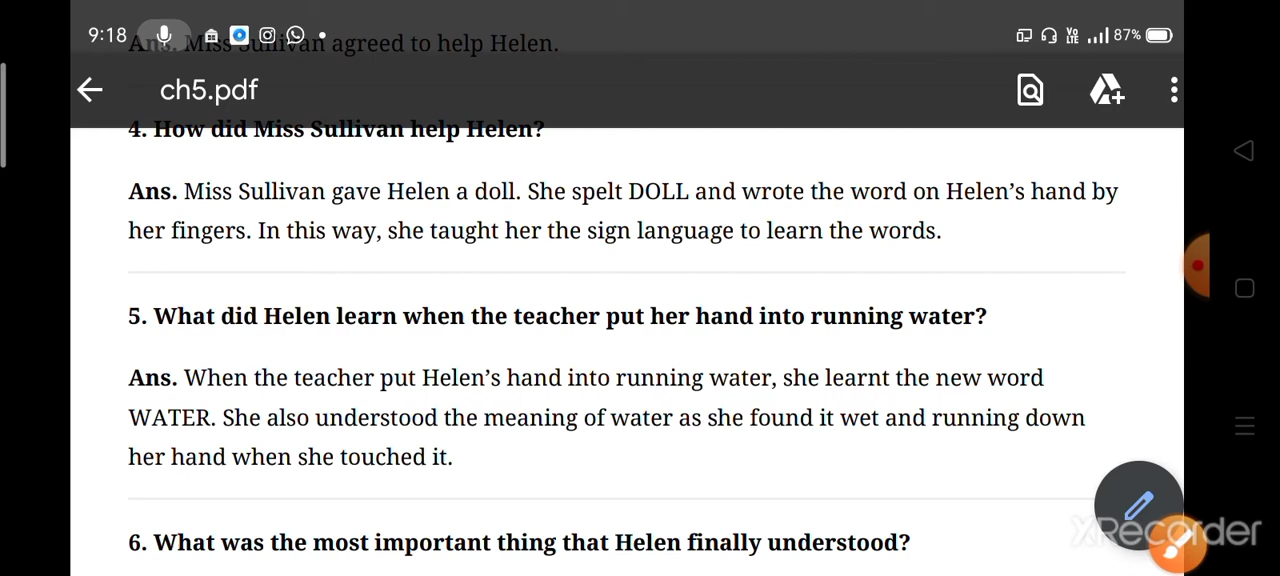 9:18
VO LTE
87%
Ans. Miss Sullivan agreed to help Helen.
ch5.pdf
4. How did Miss Sullivan help Helen?
Ans. Miss Sullivan gave Helen a doll. She spelt DOLL and wrote the word on Helen’s hand by
her fingers. In this way, she taught her the sign language to learn the words.
5. What did Helen learn when the teacher put her hand into running water?
Ans. When the teacher put Helen’s hand into running water, she learnt the new word
WATER. She also understood the meaning of water as she found it wet and running down
her hand when she touched it.
XRecorder
6. What was the most important thing that Helen finally understood?